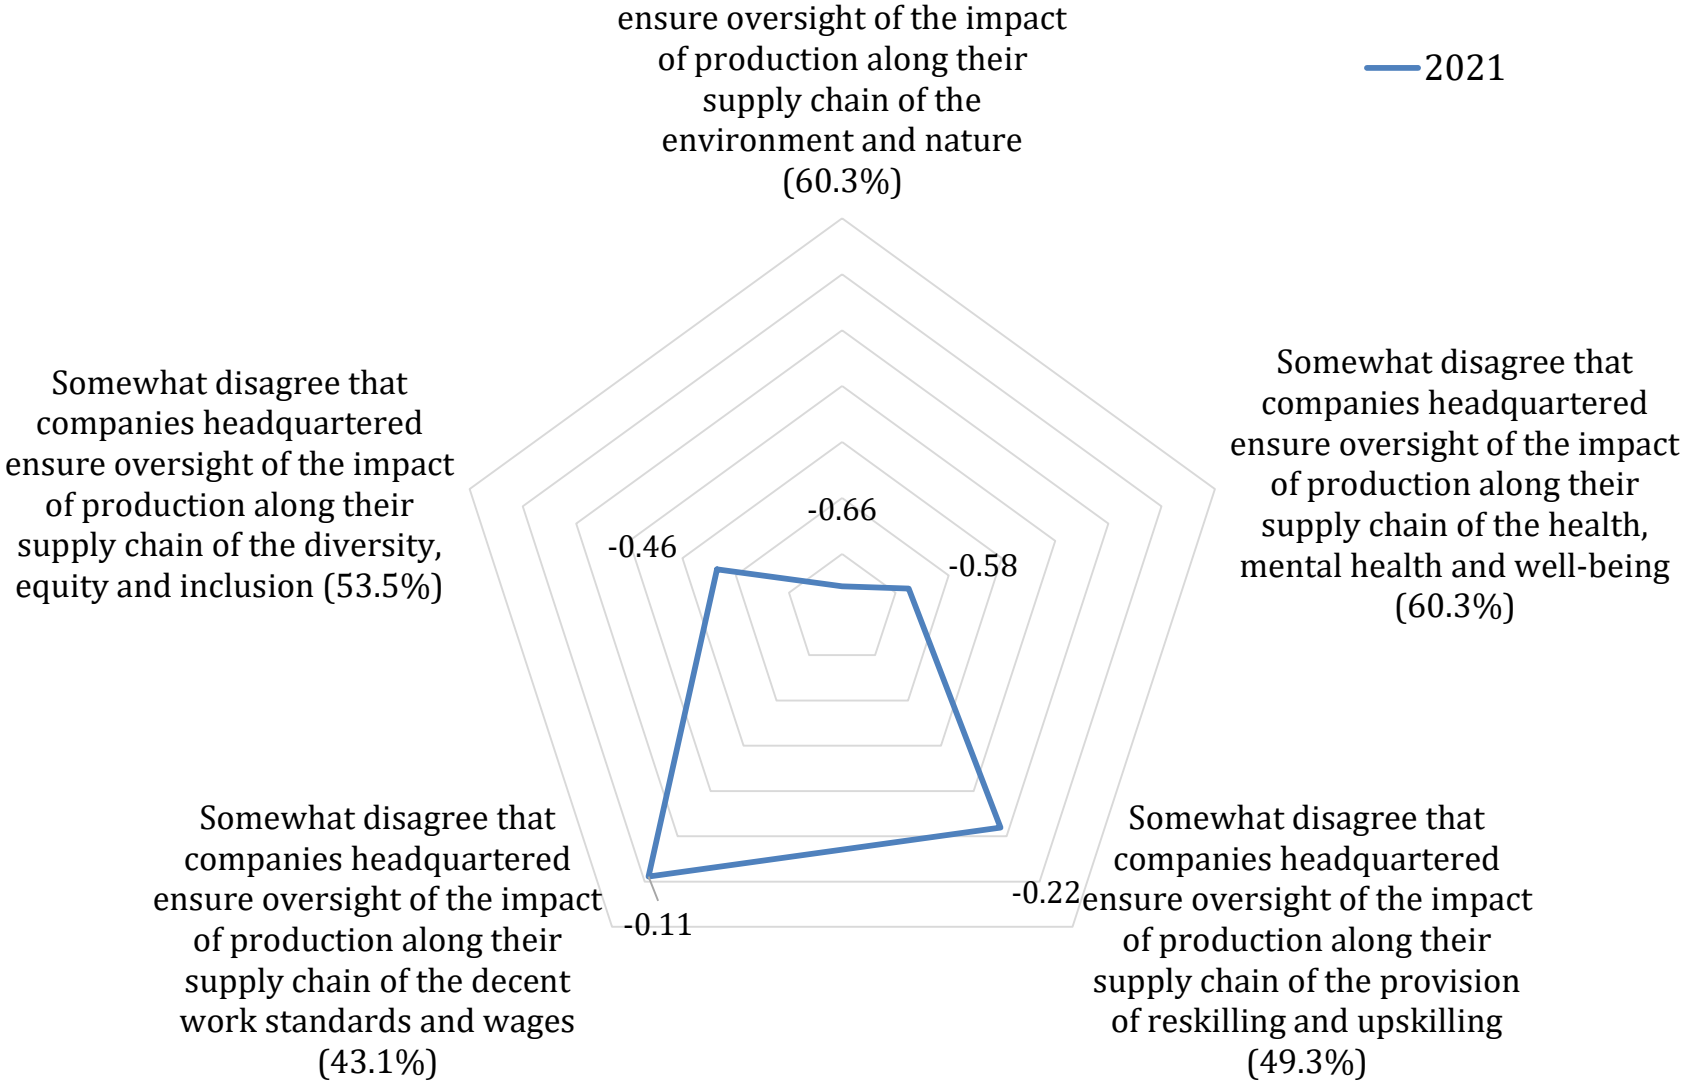 ensure oversight of the impact
of production along their
supply chain of the
environment and nature
(60.3%)
2021
Somewhat disagree that
companies headquartered
ensure oversight of the impact
of production along their
supply chain of the health,
mental health and well-being
(60.3%)
Somewhat disagree that
companies headquartered
ensure oversight of the impact
of production along their
supply chain of the diversity,
equity and inclusion (53.5%)
-0.66
-0.46
-0.58
Somewhat disagree that
companies headquartered
ensure oversight of the impact
of production along their
supply chain of the decent
work standards and wages
(43.1%)
-0.11
-0.22
Somewhat disagree that
companies headquartered
ensure oversight of the impact
of production along their
supply chain of the provision
of reskilling and upskilling
(49.3%)